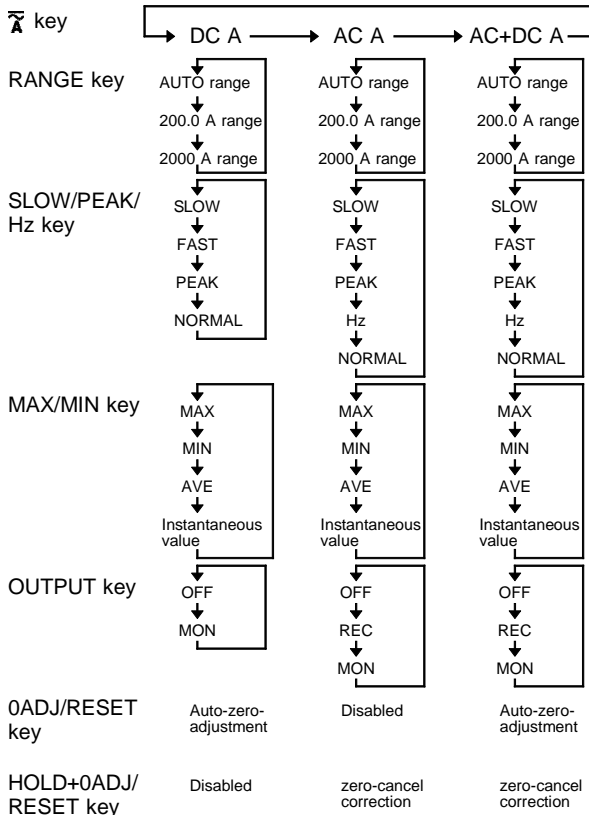 A key
DC A AC A AC+DC A
RANGE key
AUTO range AUTO range AUTO range
200.0 A range 200.0 A range 200.0 A range
2000 A range 2000 A range 2000 A range
SLOW/PEAK/
Hz key
SLOW SLOW SLOW
FAST FAST FAST
PEAK PEAK PEAK
NORMAL Hz Hz
NORMAL NORMAL
MAX/MIN key
MAX MAX MAX
MIN MIN MIN
AVE AVE AVE
Instantaneous Instantaneous Instantaneous
value value value
OUTPUT key
OFF OFF OFF
MON REC REC
MON MON
0ADJ/RESET
key
Auto-zero- Disabled Auto-zero-
adjustment adjustment
HOLD+0ADJ/
RESET key
Disabled zero-cancel zero-cancel
correction correction